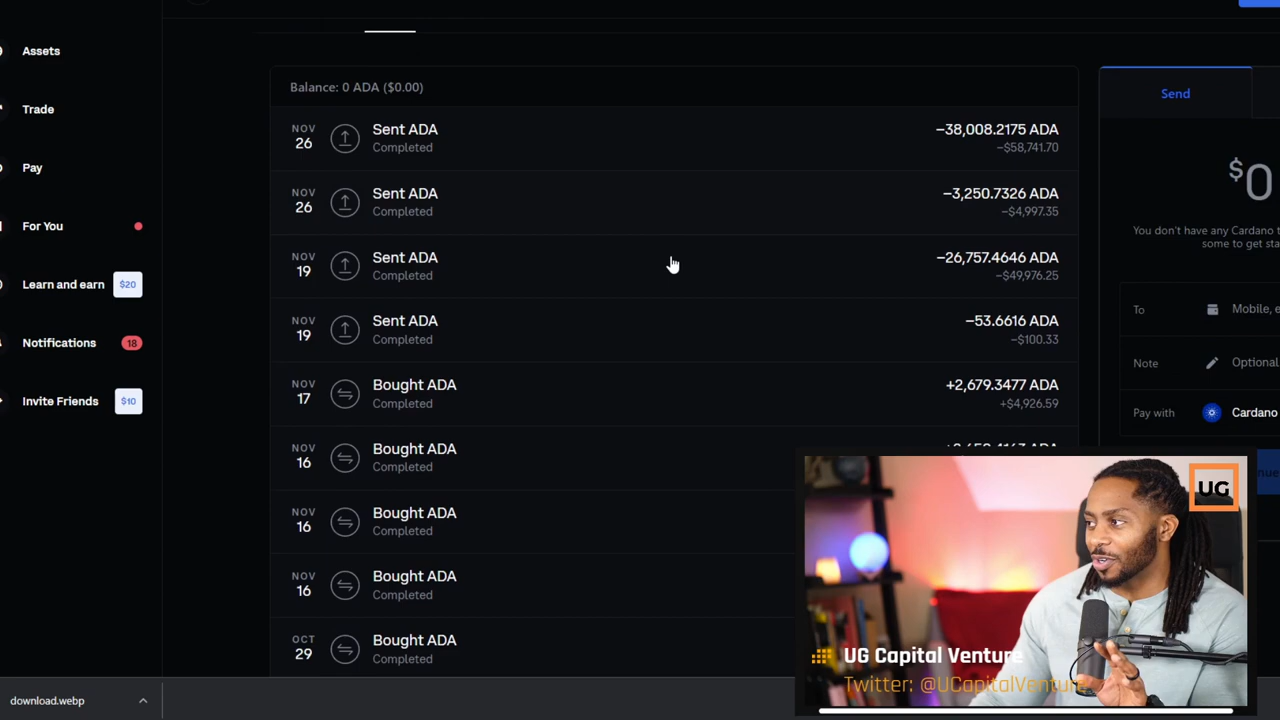 Assets
Trade
Pay
For You
Learn and earn $20
Notifications 18
Invite Friends $10
Balance: 0 ADA ($0.00)
NOV 26 Sent ADA −38,008.2175 ADA
Completed −$58,741.70
NOV 26 Sent ADA −3,250.7326 ADA
Completed −$4,997.35
NOV 19 Sent ADA −26,757.4646 ADA
Completed −$49,976.25
NOV 19 Sent ADA −53.6616 ADA
Completed −$100.33
NOV 17 Bought ADA +2,679.3477 ADA
Completed +$4,926.59
NOV 16 Bought ADA
Completed
NOV 16 Bought ADA
Completed
NOV 16 Bought ADA
Completed
OCT 29 Bought ADA
Completed
Send
$0
You don't have any Cardano
some to get
To Mobile,
Note Optional
Pay with Cardano
UG
UG Capital Venture
Twitter: @UCapitalVenture
download.webp